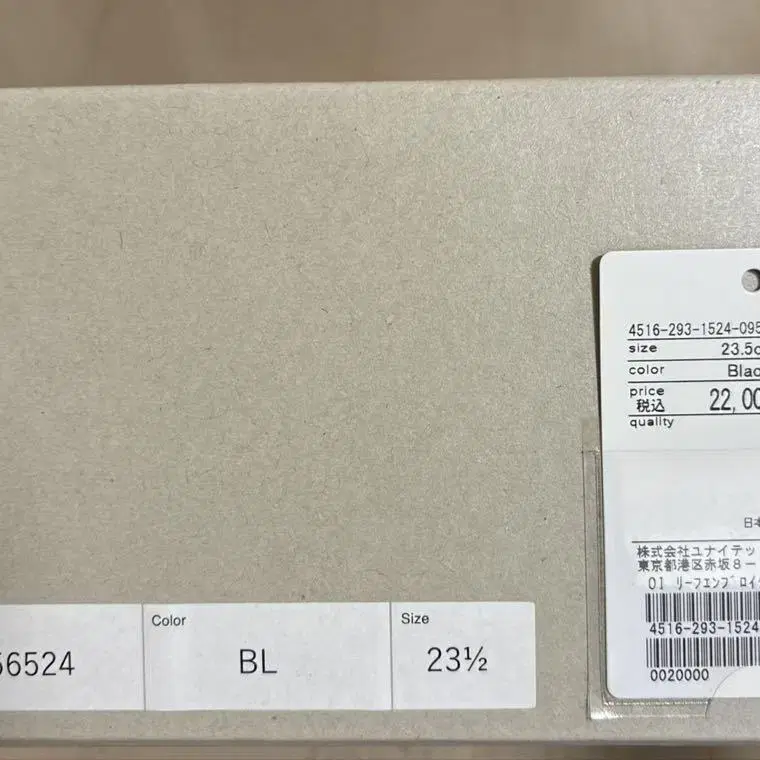 56524
Color
BL
Size
23½
4516-293-1524-095
size 23.5c
color Blac
price 税込 22,00
quality
日本
株式会社ユナイテッ
東京都港区赤坂8ー
01 リーフエンブロイダ
4516-293-1524
0020000